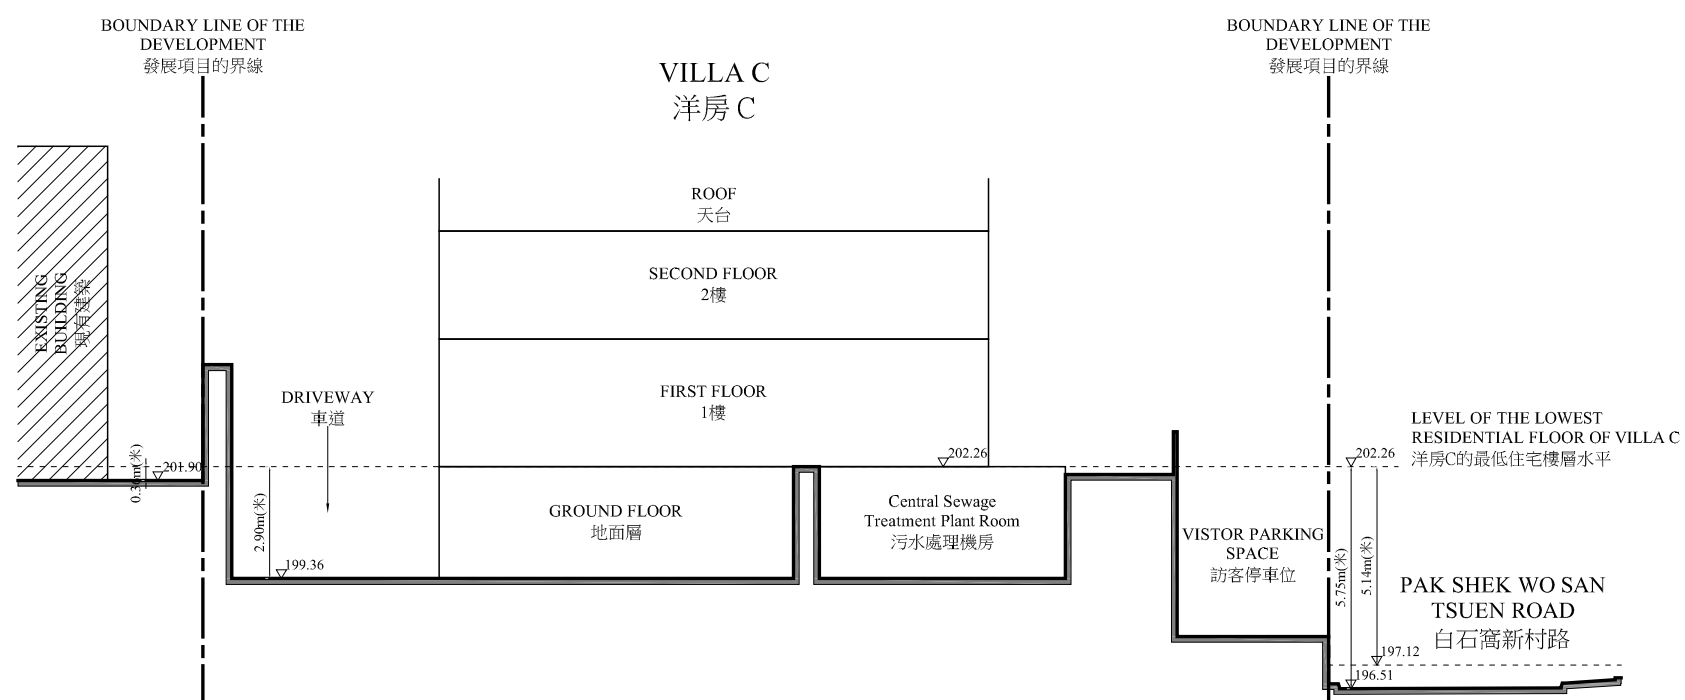 BOUNDARY LINE OF THE
DEVELOPMENT
發展項目的界線
BOUNDARY LINE OF THE
DEVELOPMENT
發展項目的界線
VILLA C
洋房 C
ROOF
天台
SECOND FLOOR
2樓
EXISTING
BUILDING
現有建築
FIRST FLOOR
1樓
DRIVEWAY
車道
LEVEL OF THE LOWEST
RESIDENTIAL FLOOR OF VILLA C
洋房C的最低住宅樓層水平
0.36m(米)
201.90
202.26
202.26
2.90m(米)
GROUND FLOOR
地面層
Central Sewage
Treatment Plant Room
污水處理機房
VISTOR PARKING
SPACE
訪客停車位
5.75m(米)
5.14m(米)
199.36
PAK SHEK WO SAN
TSUEN ROAD
白石窩新村路
197.12
196.51